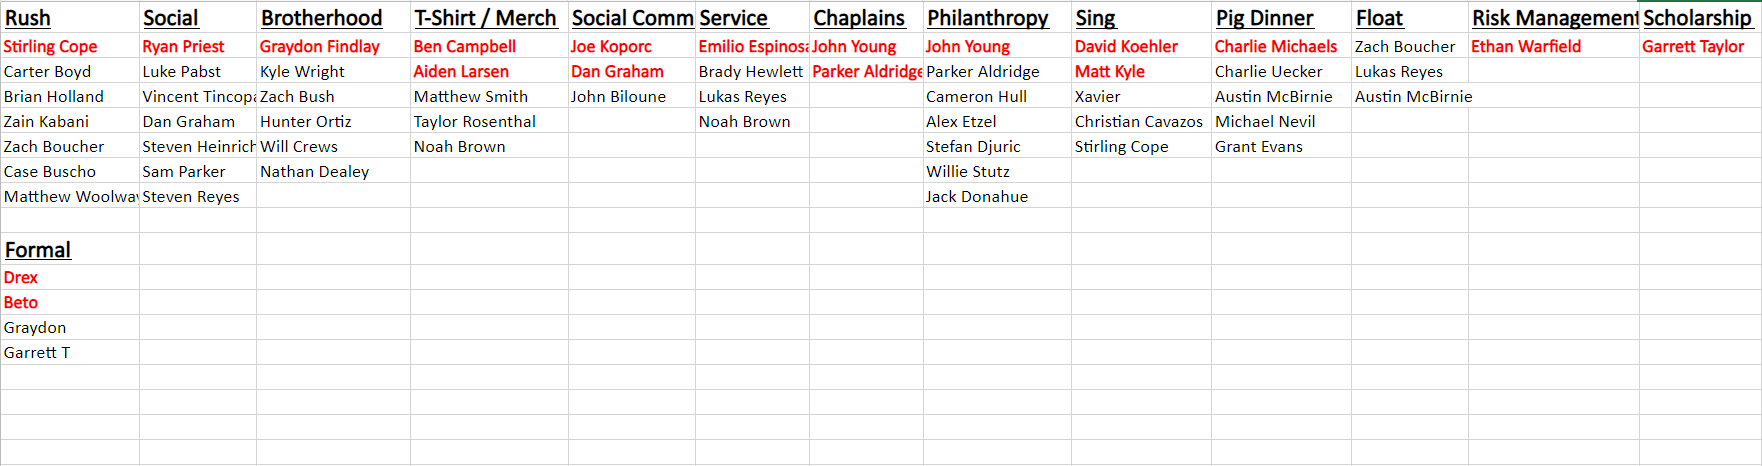 Rush Social Brotherhood T-Shirt / Merch Social Comm Service Chaplains Philanthropy Sing Pig Dinner Float Risk Management Scholarship
Stirling Cope Ryan Priest Graydon Findlay Ben Campbell Joe Koporc Emilio Espinosa John Young John Young David Koehler Charlie Michaels Zach Boucher Ethan Warfield Garrett Taylor
Carter Boyd Luke Pabst Kyle Wright Aiden Larsen Dan Graham Brady Hewlett Parker Aldridge Parker Aldridge Matt Kyle Charlie Uecker Lukas Reyes
Brian Holland Vincent Tincopa Zach Bush Matthew Smith John Biloune Lukas Reyes Cameron Hull Xavier Austin McBirnie Austin McBirnie
Zain Kabani Dan Graham Hunter Ortiz Taylor Rosenthal Noah Brown Alex Etzel Christian Cavazos Michael Nevil
Zach Boucher Steven Heinrich Will Crews Noah Brown Stefan Djuric Stirling Cope Grant Evans
Case Buscho Sam Parker Nathan Dealey Willie Stutz
Matthew Woolway Steven Reyes Jack Donahue
Formal
Drex
Beto
Graydon
Garrett T